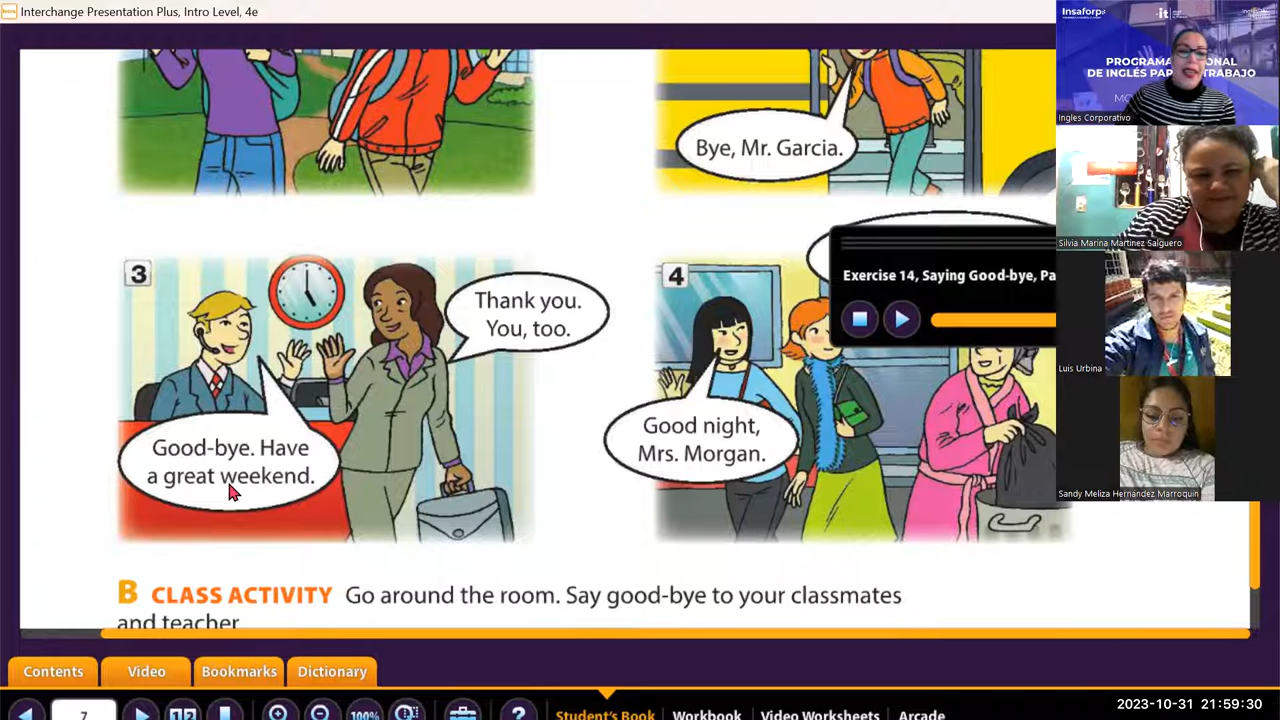 Interchange Presentation Plus, Intro Level, 4e
Insaforp
PROGRAMA
ONAL
DE INGLÉS PAR
TRABAJO
Ingles Corporativo
Bye, Mr. Garcia.
Silvia Marina Martinez Salguero
3
Thank you.
You, too.
4
Exercise 14, Saying Good-bye, Pa
Luis Urbina
Good-bye. Have
a great weekend.
Good night,
Mrs. Morgan.
Sandy Meliza Hernández Marroquin
B CLASS ACTIVITY Go around the room. Say good-bye to your classmates
and teacher
Contents
Video
Bookmarks
Dictionary
7
100%
?
Student's Book
Workbook
Video Worksheets
Arcade
2023-10-31 21:59:30